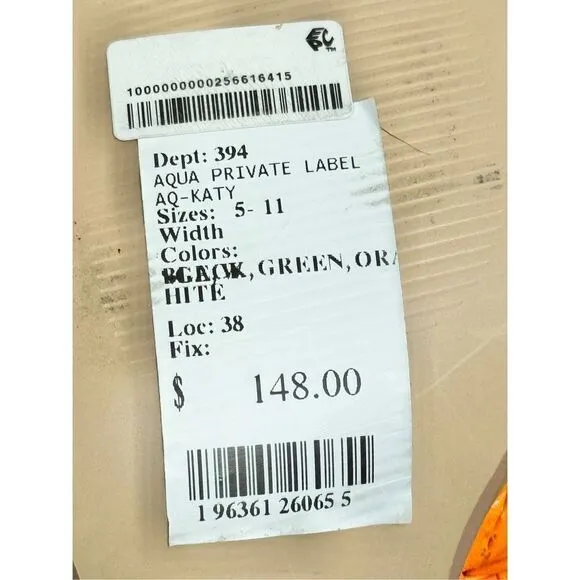 1000000000256616415
Dept: 394
AQUA PRIVATE LABEL
AQ-KATY
Sizes: 5- 11
Width
Colors:
BLACK, GREEN, ORA
HITE
Loc: 38
Fix:
$ 148.00
1 96361 26065 5